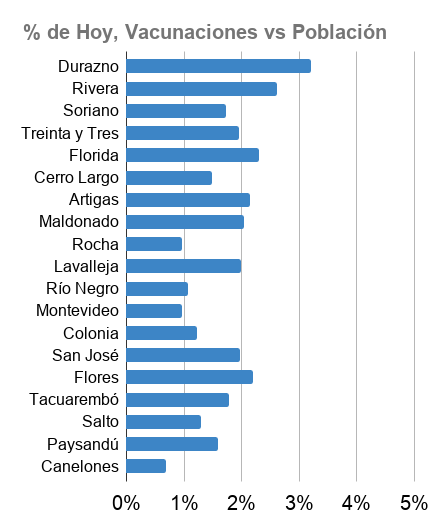 % de Hoy, Vacunaciones vs Población
Durazno
Rivera
Soriano
Treinta y Tres
Florida
Cerro Largo
Artigas
Maldonado
Rocha
Lavalleja
Río Negro
Montevideo
Colonia
San José
Flores
Tacuarembó
Salto
Paysandú
Canelones
0% 1% 2% 3% 4% 5%